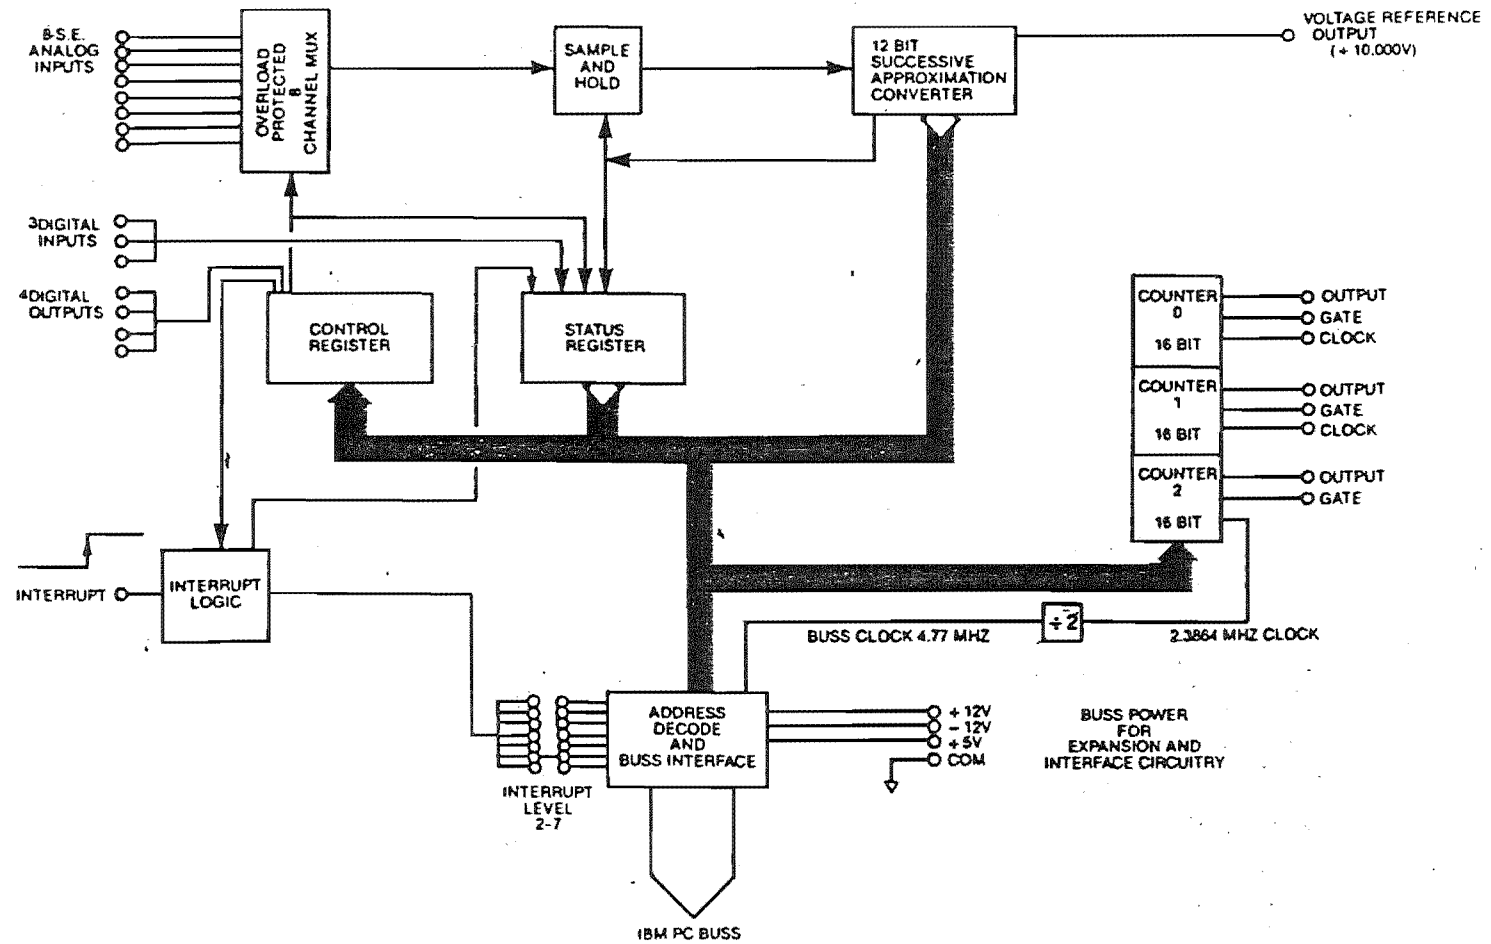 8-S.E.
ANALOG
INPUTS
OVERLOAD
PROTECTED
8
CHANNEL MUX
SAMPLE
AND
HOLD
12 BIT
SUCCESSIVE
APPROXIMATION
CONVERTER
VOLTAGE REFERENCE
OUTPUT
(+ 10.000V)
3DIGITAL
INPUTS
4DIGITAL
OUTPUTS
CONTROL
REGISTER
STATUS
REGISTER
COUNTER
0
16 BIT
OUTPUT
GATE
CLOCK
COUNTER
1
16 BIT
OUTPUT
GATE
CLOCK
COUNTER
2
16 BIT
OUTPUT
GATE
INTERRUPT
INTERRUPT
LOGIC
BUSS CLOCK 4.77 MHZ
÷2
2.3864 MHZ CLOCK
INTERRUPT
LEVEL
2-7
ADDRESS
DECODE
AND
BUSS INTERFACE
+ 12V
- 12V
+ 5V
COM
BUSS POWER
FOR
EXPANSION AND
INTERFACE CIRCUITRY
IBM PC BUSS